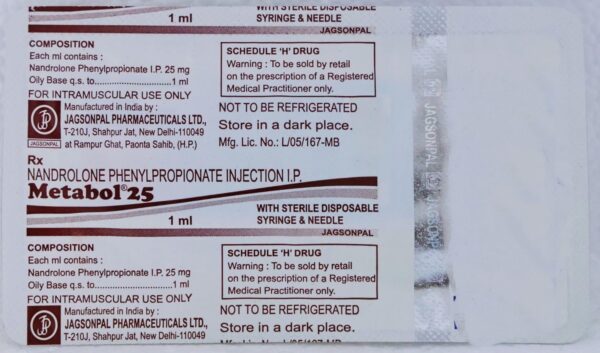 WITH STERILE DISPOSABLE
1 ml SYRINGE & NEEDLE
JAGSONPAL
COMPOSITION
Each ml contains :
Nandrolone Phenylpropionate I.P. 25 mg
Oily Base q.s. to......................1 ml
FOR INTRAMUSCULAR USE ONLY
Manufactured in India by :
JAGSONPAL PHARMACEUTICALS LTD.,
T-210J, Shahpur Jat, New Delhi-110049
JAGSONPAL at Rampur Ghat, Paonta Sahib, (H.P.)
SCHEDULE 'H' DRUG
Warning : To be sold by retail
on the prescription of a Registered
Medical Practitioner only.
NOT TO BE REFRIGERATED
Store in a dark place.
Mfg. Lic. No.: L/05/167-MB
Rx
NANDROLONE PHENYLPROPIONATE INJECTION I.P.
Metabol® 25
WITH STERILE DISPOSABLE
1 ml SYRINGE & NEEDLE
JAGSONPAL
COMPOSITION
Each ml contains :
Nandrolone Phenylpropionate I.P. 25 mg
Oily Base q.s. to......................1 ml
FOR INTRAMUSCULAR USE ONLY
Manufactured in India by :
JAGSONPAL PHARMACEUTICALS LTD.,
T-210J, Shahpur Jat, New Delhi-110049
SCHEDULE 'H' DRUG
Warning : To be sold by retail
on the prescription of a Registered
Medical Practitioner only.
NOT TO BE REFRIGERATED
Store in a dark place.
Mfg. Lic. No.: L/05/167-MB
JAGSONPAL
JAGSONP